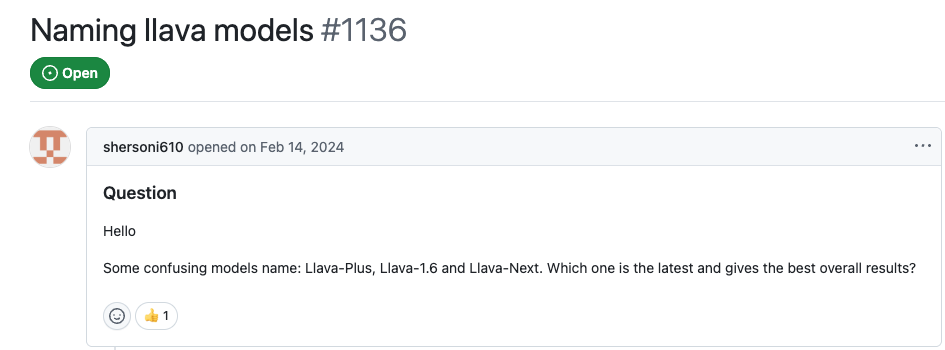 Naming llava models #1136
Open
shersoni610 opened on Feb 14, 2024
Question
Hello
Some confusing models name: Llava-Plus, Llava-1.6 and Llava-Next. Which one is the latest and gives the best overall results?
👍 1